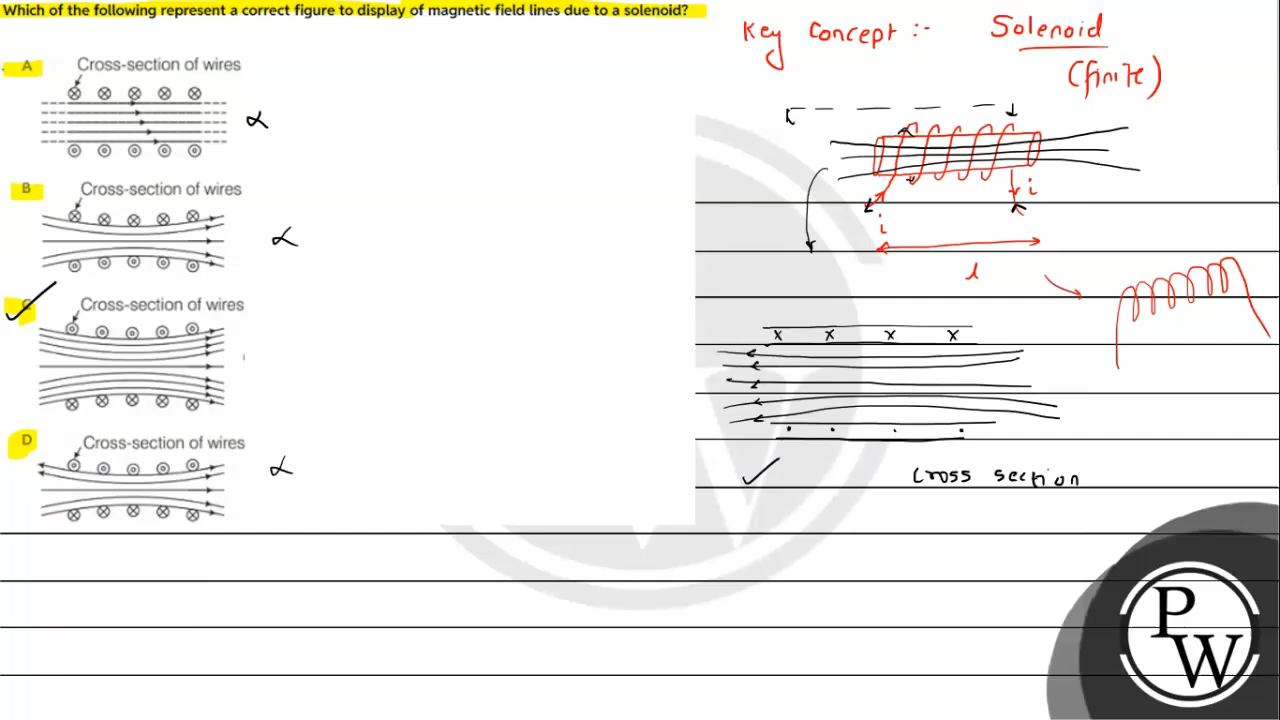 Which of the following represent a correct figure to display of magnetic field lines due to a solenoid?
A
Cross-section of wires
B
Cross-section of wires
C
Cross-section of wires
D
Cross-section of wires
Key Concept :- Solenoid
(finite)
i
i
l
x x x x
Cross section
P
W